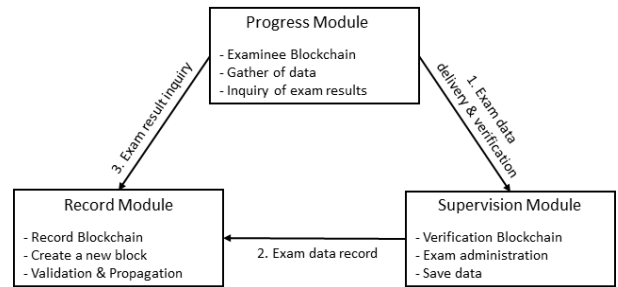 Progress Module
- Examinee Blockchain
- Gather of data
- Inquiry of exam results
1. Exam data
delivery & verification
3. Exam result inquiry
Record Module
- Record Blockchain
- Create a new block
- Validation & Propagation
2. Exam data record
Supervision Module
- Verification Blockchain
- Exam administration
- Save data